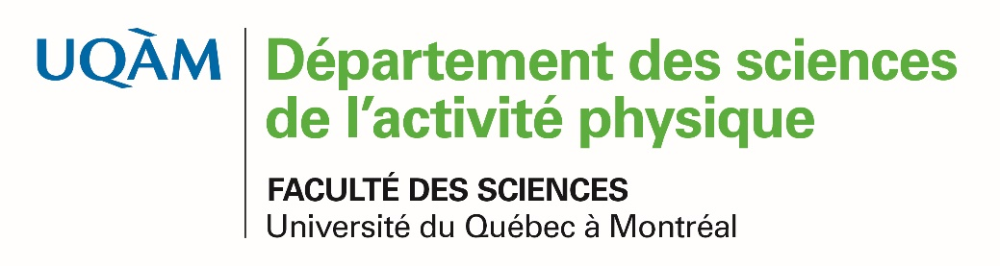 UQÀM
Département des sciences
de l'activité physique
FACULTÉ DES SCIENCES
Université du Québec à Montréal